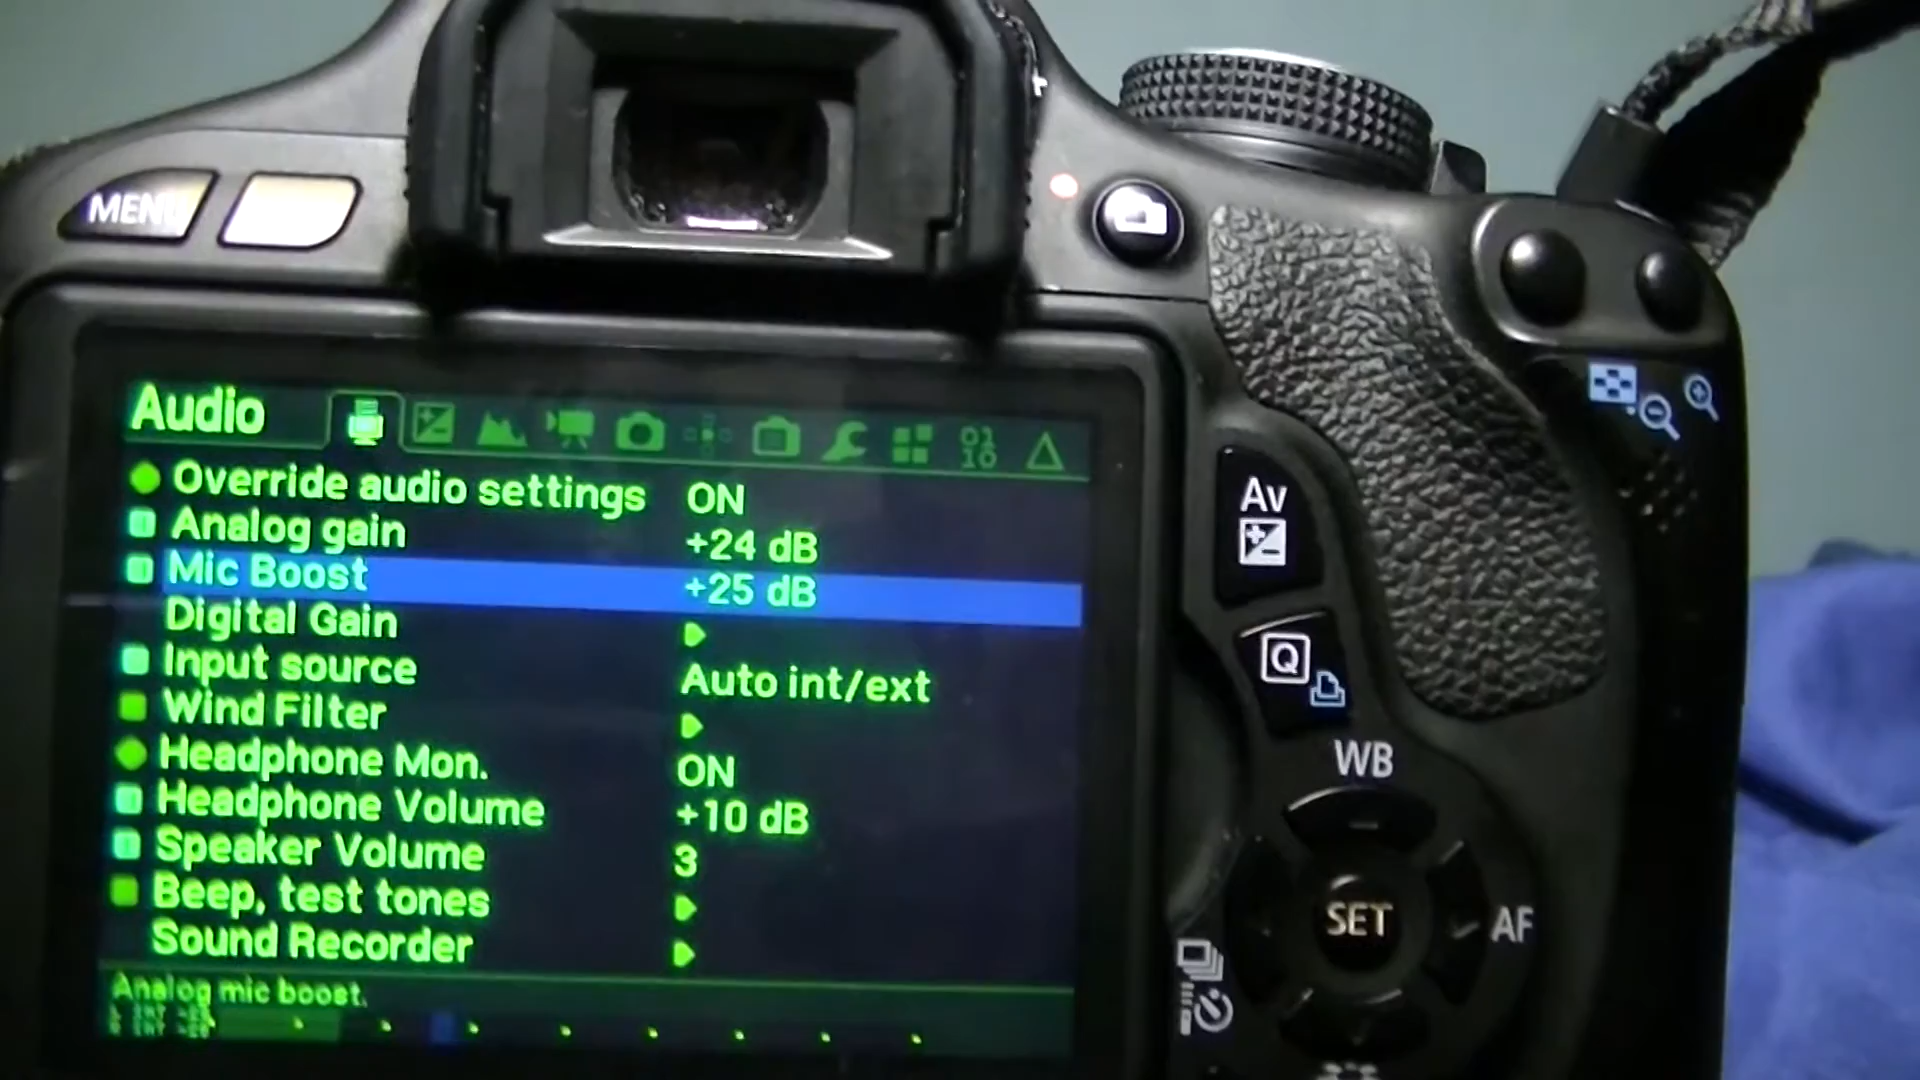 MENU
Audio
01
10
Override audio settings ON
Analog gain +24 dB
Mic Boost +25 dB
Digital Gain
Input source Auto int/ext
Wind Filter
Headphone Mon. ON
Headphone Volume +10 dB
Speaker Volume 3
Beep, test tones
Sound Recorder
Analog mic boost.
Av
Q
WB
SET
AF